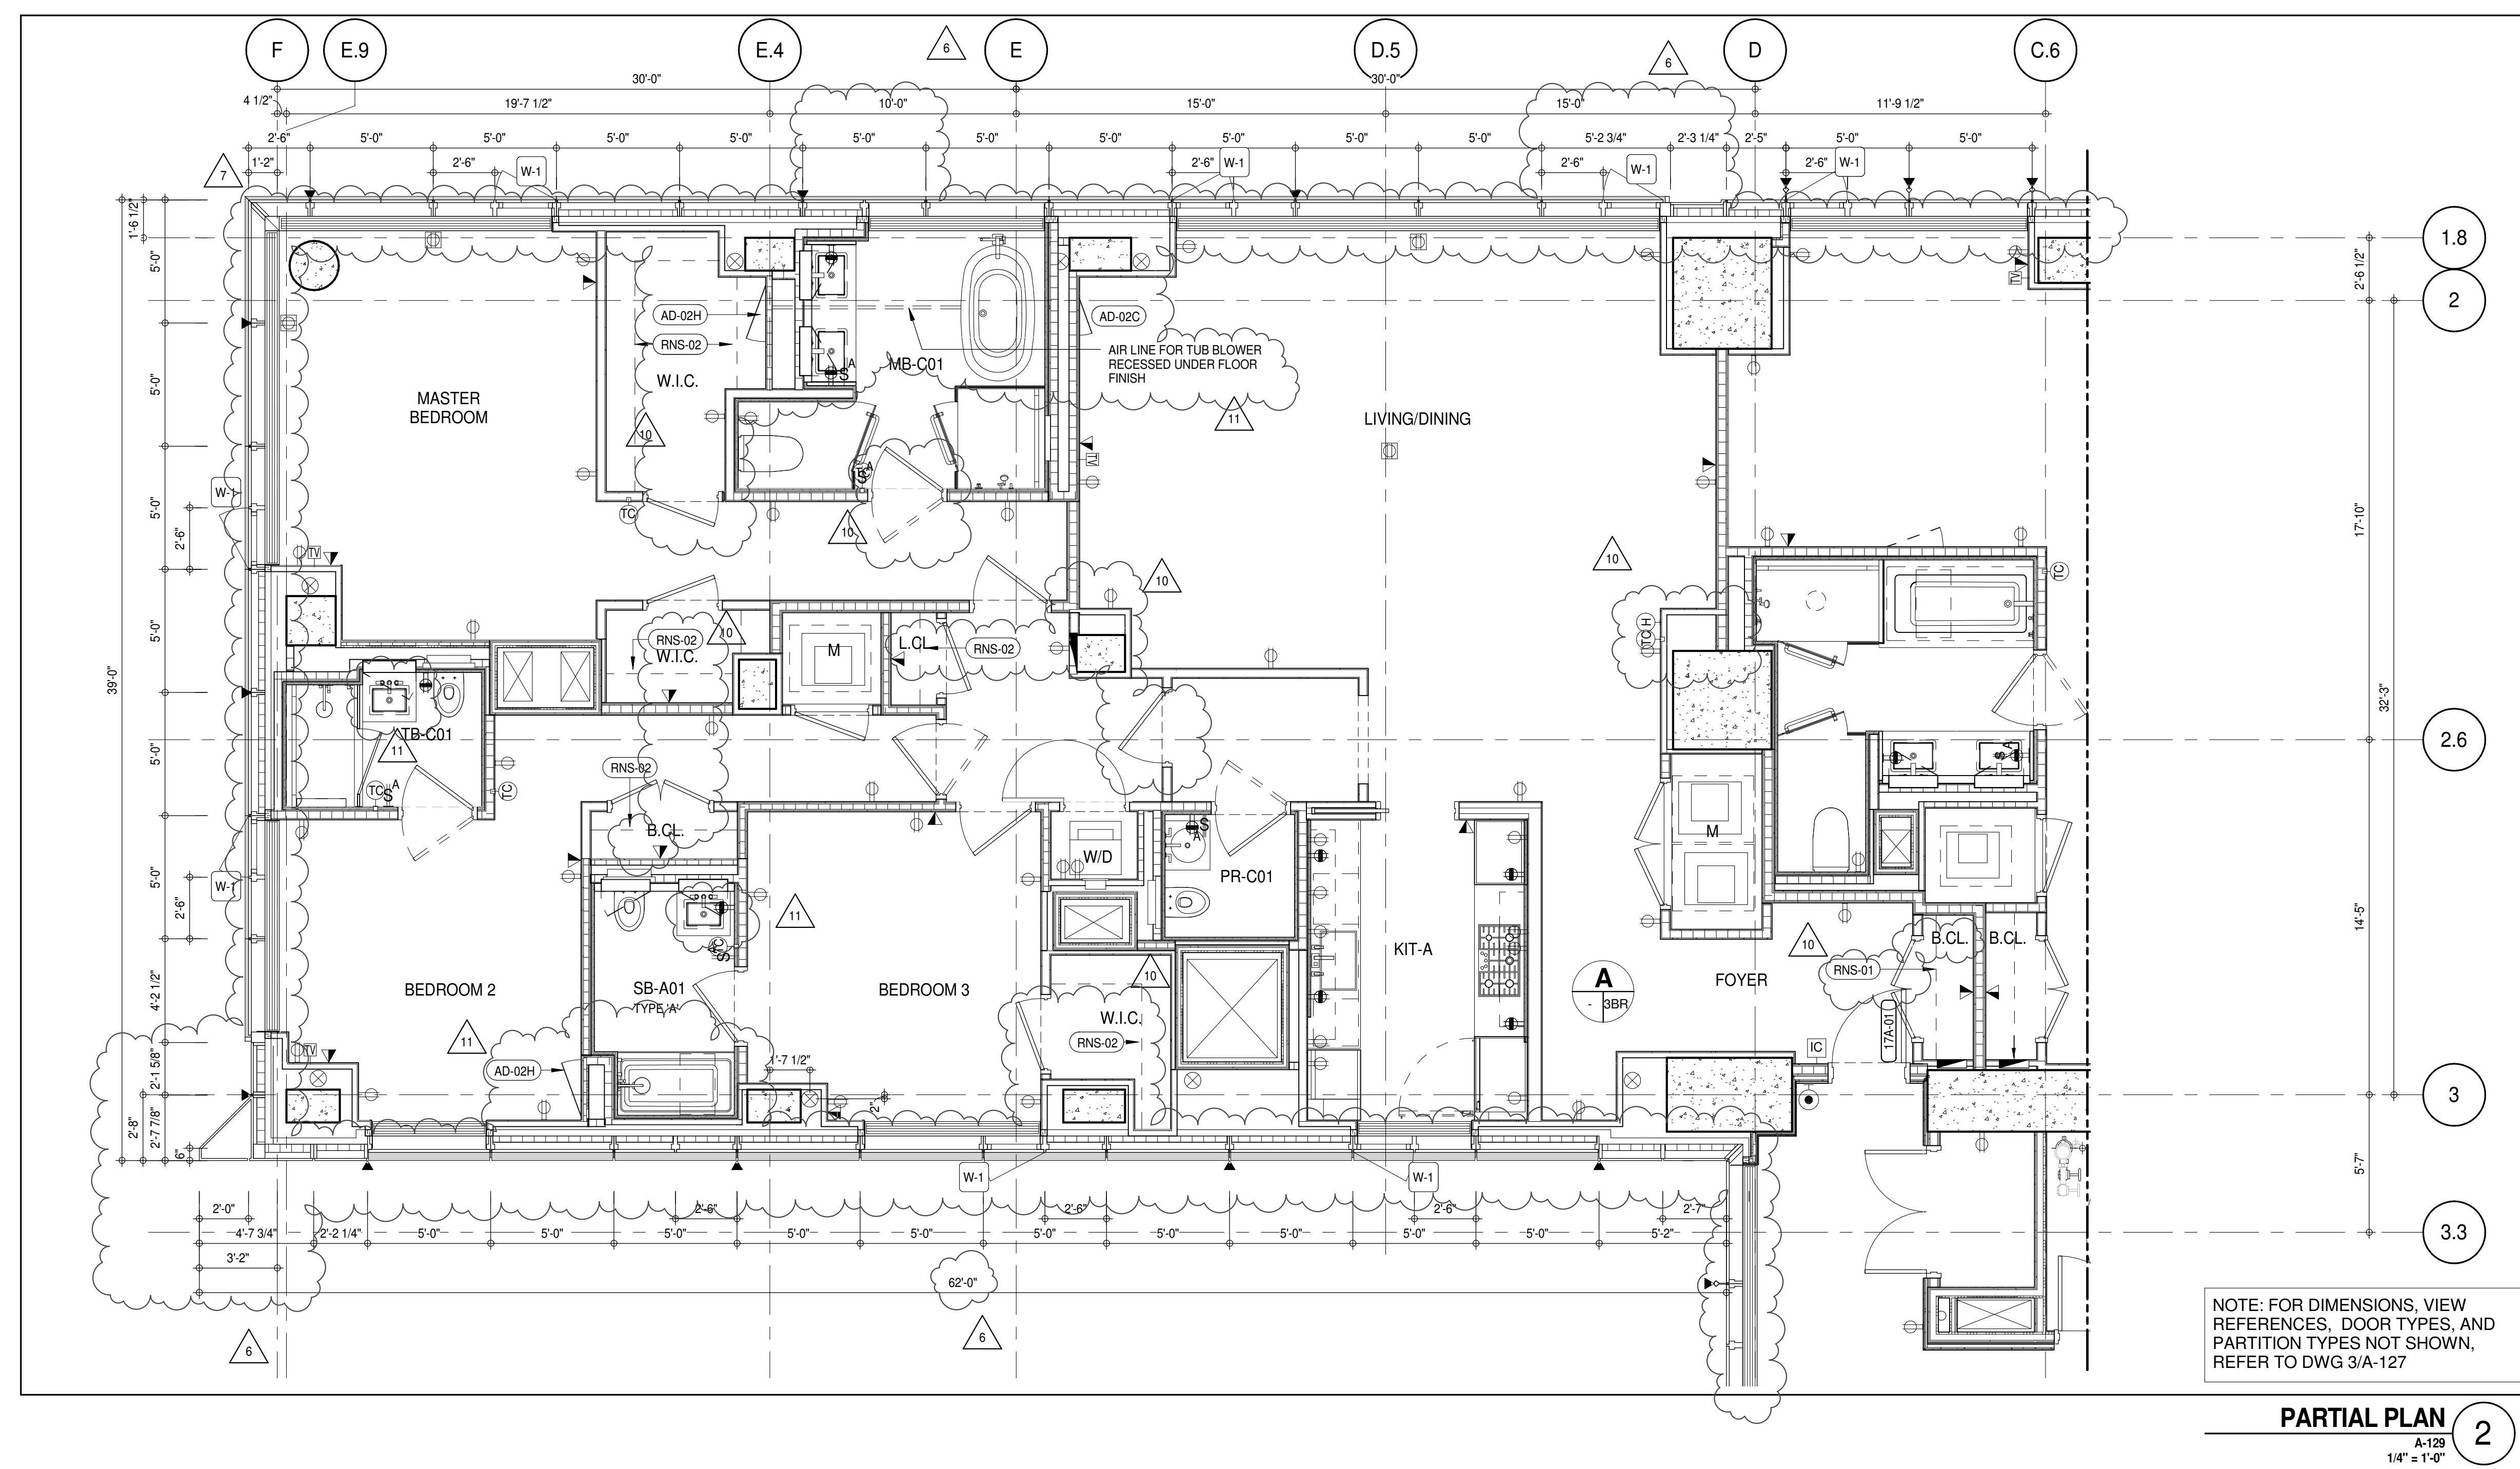 F
E.9
E.4
6
E
D.5
6
D
C.6
30'-0"
30'-0"
4 1/2"
19'-7 1/2"
10'-0"
15'-0"
15'-0"
11'-9 1/2"
2'-6"
5'-0"
5'-0"
5'-0"
5'-0"
5'-0"
5'-0"
5'-0"
5'-0"
5'-0"
5'-0"
5'-2 3/4"
2'-3 1/4"
2'-5"
5'-0"
5'-0"
7
1'-2"
2'-6"
W-1
2'-6"
W-1
2'-6"
W-1
2'-6"
W-1
1'-6 1/2"
5'-0"
1.8
2'-6 1/2"
TV
2
AD-02H
AD-02C
RNS-02
AIR LINE FOR TUB BLOWER
RECESSED UNDER FLOOR
FINISH
W.I.C.
A
S
MB-C01
5'-0"
MASTER
BEDROOM
10
11
LIVING/DINING
TV
A
TC
S
W-1
5'-0"
2'-6"
TC
10
17'-10"
TV
10
10
TC
5'-0"
39'-0"
RNS-02
10
W.I.C.
M
L.CL
RNS-02
TC H
32'-3"
TB-C01
11
5'-0"
2.6
S
A
RNS-02
TC
S
A
TC
B.CL.
S
A
M
W/D
PR-C01
W-1
5'-0"
2'-6"
11
TC
S
14'-5"
KIT-A
10
B.CL.
B.CL.
10
RNS-01
FOYER
A
-
3BR
BEDROOM 2
SB-A01
TYPE 'A'
BEDROOM 3
W.I.C.
RNS-02
4'-2 1/2"
11
17A-01
IC
TV
AD-02H
1'-7 1/2"
2'-1 5/8"
2"
3
2'-8"
2'-7 7/8"
6"
5'-7"
W-1
W-1
2'-0"
2'-6"
2'-6"
2'-6"
2'-7"
4'-7 3/4"
2'-2 1/4"
5'-0"
5'-0"
5'-0"
5'-0"
5'-0"
5'-0"
5'-0"
5'-0"
5'-0"
5'-0"
5'-2"
3.3
3'-2"
62'-0"
6
6
NOTE: FOR DIMENSIONS, VIEW
REFERENCES, DOOR TYPES, AND
PARTITION TYPES NOT SHOWN,
REFER TO DWG 3/A-127
PARTIAL PLAN
2
A-129
1/4" = 1'-0"